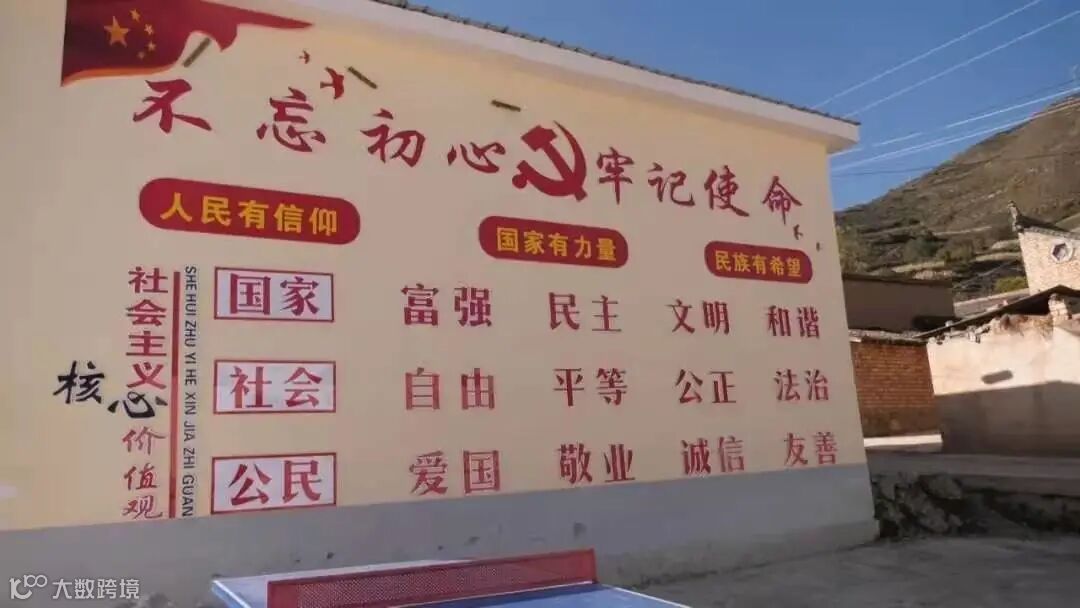 不忘初心牢记使命
人民有信仰
国家有力量
民族有希望
社会主义核心价值观
SHE HUI ZHU YI HE XIN JIA ZHI GUAN
国家 富强 民主 文明 和谐
社会 自由 平等 公正 法治
公民 爱国 敬业 诚信 友善
大数跨境